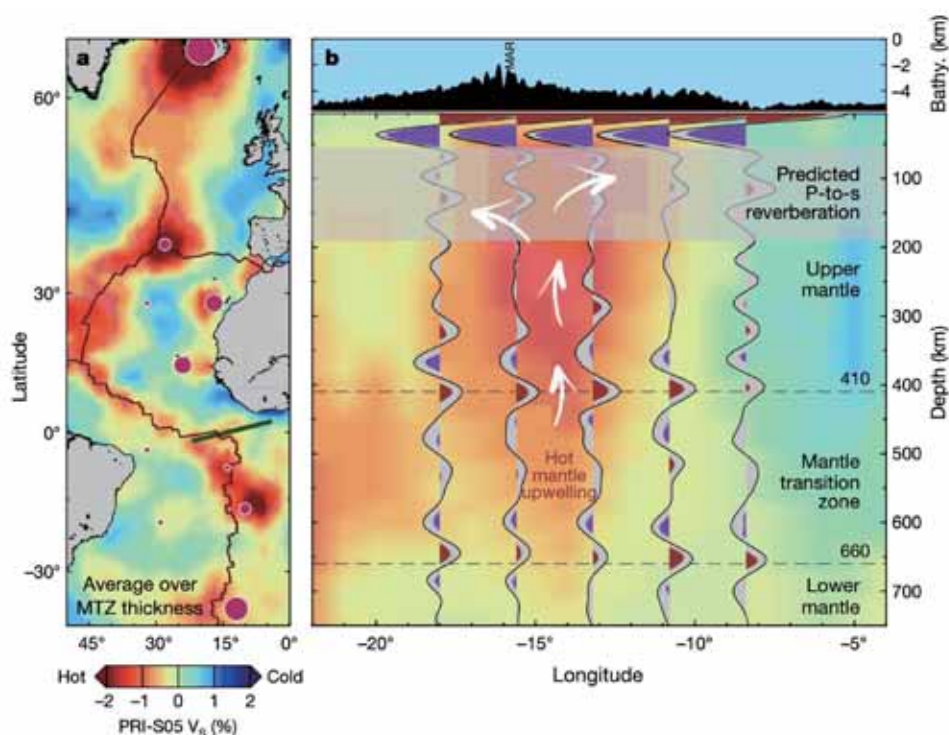 a
60°
30°
0°
−30°
Latitude
Average over
MTZ thickness
45°
30°
15°
0°
Hot
Cold
−2
−1
0
1
2
PRI-S05 V_S (%)
b
MAR
0
−2
−4
Bathy. (km)
Predicted
P-to-s
reverberation
Upper
mantle
410
Hot
mantle
upwelling
Mantle
transition
zone
660
Lower
mantle
100
200
300
400
500
600
700
Depth (km)
−20°
−15°
−10°
−5°
Longitude